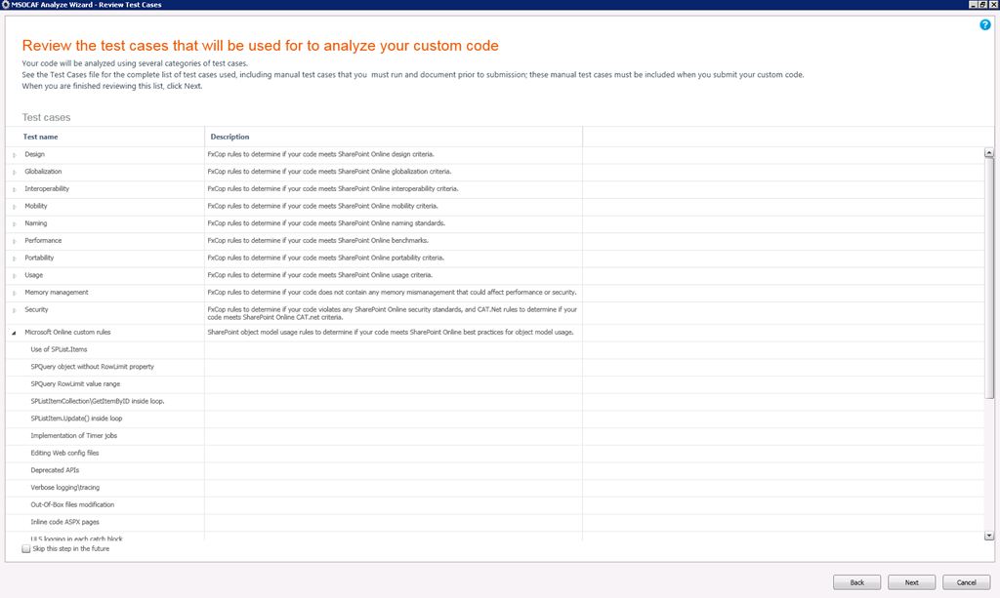 MSOCAF Analyze Wizard - Review Test Cases
Review the test cases that will be used for to analyze your custom code
Your code will be analyzed using several categories of test cases.
See the Test Cases file for the complete list of test cases used, including manual test cases that you must run and document prior to submission; these manual test cases must be included when you submit your custom code.
When you are finished reviewing this list, click Next.
Test cases
Test name Description
Design FxCop rules to determine if your code meets SharePoint Online design criteria.
Globalization FxCop rules to determine if your code meets SharePoint Online globalization criteria.
Interoperability FxCop rules to determine if your code meets SharePoint Online interoperability criteria.
Mobility FxCop rules to determine if your code meets SharePoint Online mobility criteria.
Naming FxCop rules to determine if your code meets SharePoint Online naming standards.
Performance FxCop rules to determine if your code meets SharePoint Online benchmarks.
Portability FxCop rules to determine if your code meets SharePoint Online portability criteria.
Usage FxCop rules to determine if your code meets SharePoint Online usage criteria.
Memory management FxCop rules to determine if your code does not contain any memory mismanagement that could affect performance or security.
Security FxCop rules to determine if your code violates any SharePoint Online security standards, and CAT.Net rules to determine if your
code meets SharePoint Online CAT.net criteria.
Microsoft Online custom rules SharePoint object model usage rules to determine if your code meets SharePoint Online best practices for object model usage.
Use of SPList.Items
SPQuery object without RowLimit property
SPQuery RowLimit value range
SPListItemCollection\GetItemByID inside loop.
SPListItem.Update() inside loop
Implementation of Timer jobs
Editing Web config files
Deprecated APIs
Verbose logging\tracing
Out-Of-Box files modification
Inline code ASPX pages
ULS logging in each catch block
Skip this step in the future
Back Next Cancel